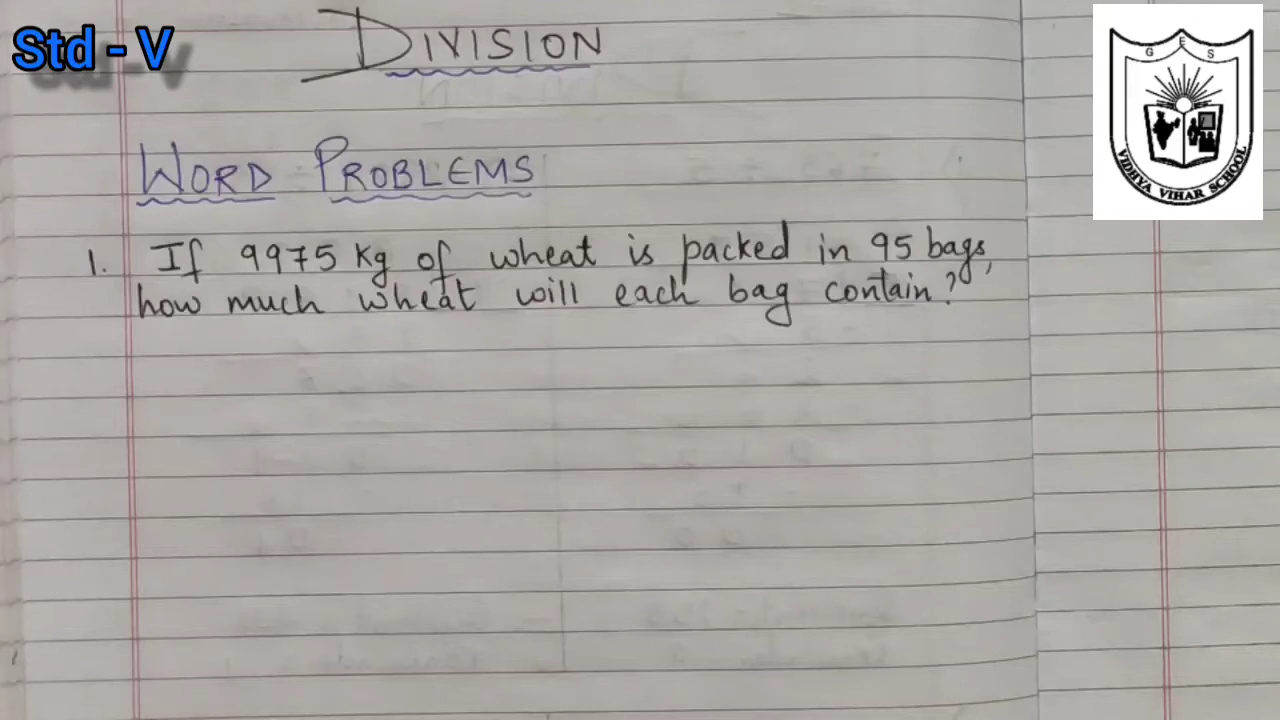 Std - V
DIVISION
G E S
VIDHYA VIHAR SCHOOL
WORD PROBLEMS
1. If 9975 Kg of wheat is packed in 95 bags,
how much wheat will each bag contain?